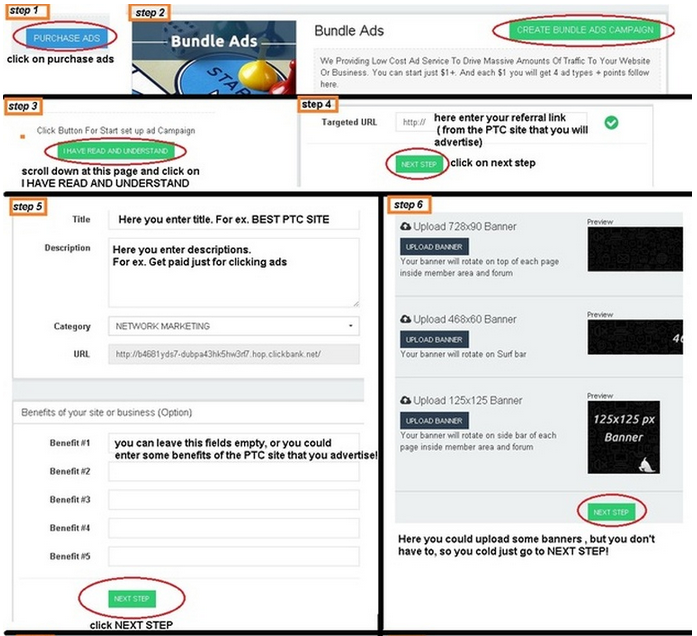 step 1
PURCHASE ADS
click on purchase ads
step 2
Bundle Ads
START
Bundle Ads
CREATE BUNDLE ADS CAMPAIGN
We Providing Low Cost Ad Service To Drive Massive Amounts Of Traffic To Your Website
Or Business. You can start just $1+. And each $1 you will get 4 ad types + points follow
here.
step 3
Click Button For Start set up ad Campaign
I HAVE READ AND UNDERSTAND
scroll down at this page and click on
I HAVE READ AND UNDERSTAND
step 4
Targeted URL
http://
here enter your referral link
( from the PTC site that you will
advertise)
NEXT STEP
click on next step
step 5
Title
Here you enter title. For ex. BEST PTC SITE
Description
Here you enter descriptions.
For ex. Get paid just for clicking ads
Category
NETWORK MARKETING
URL
http://b4681yds7-dubpa43hk5hw3rf7.hop.clickbank.net/
Benefits of your site or business (Option)
Benefit #1
you can leave this fields empty, or you could
enter some benefits of the PTC site that you advertise!
Benefit #2
Benefit #3
Benefit #4
Benefit #5
NEXT STEP
click NEXT STEP
step 6
Upload 728x90 Banner
Preview
UPLOAD BANNER
Your banner will rotate on top of each page
inside member area and forum
Upload 468x60 Banner
Preview
UPLOAD BANNER
46
Your banner will rotate on Surf bar
Upload 125x125 Banner
Preview
UPLOAD BANNER
125x125 px
Banner
Your banner will rotate on side bar of each
page inside member area and forum
NEXT STEP
Here you could upload some banners , but you don't
have to, so you cold just go to NEXT STEP!